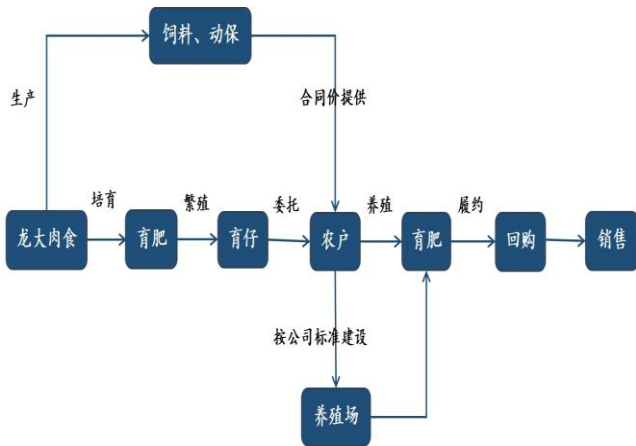 饲料、动保
生产
合同价提供
培育
繁殖
委托
养殖
履约
龙大肉食
育肥
育仔
农户
育肥
回购
销售
按公司标准建设
养殖场